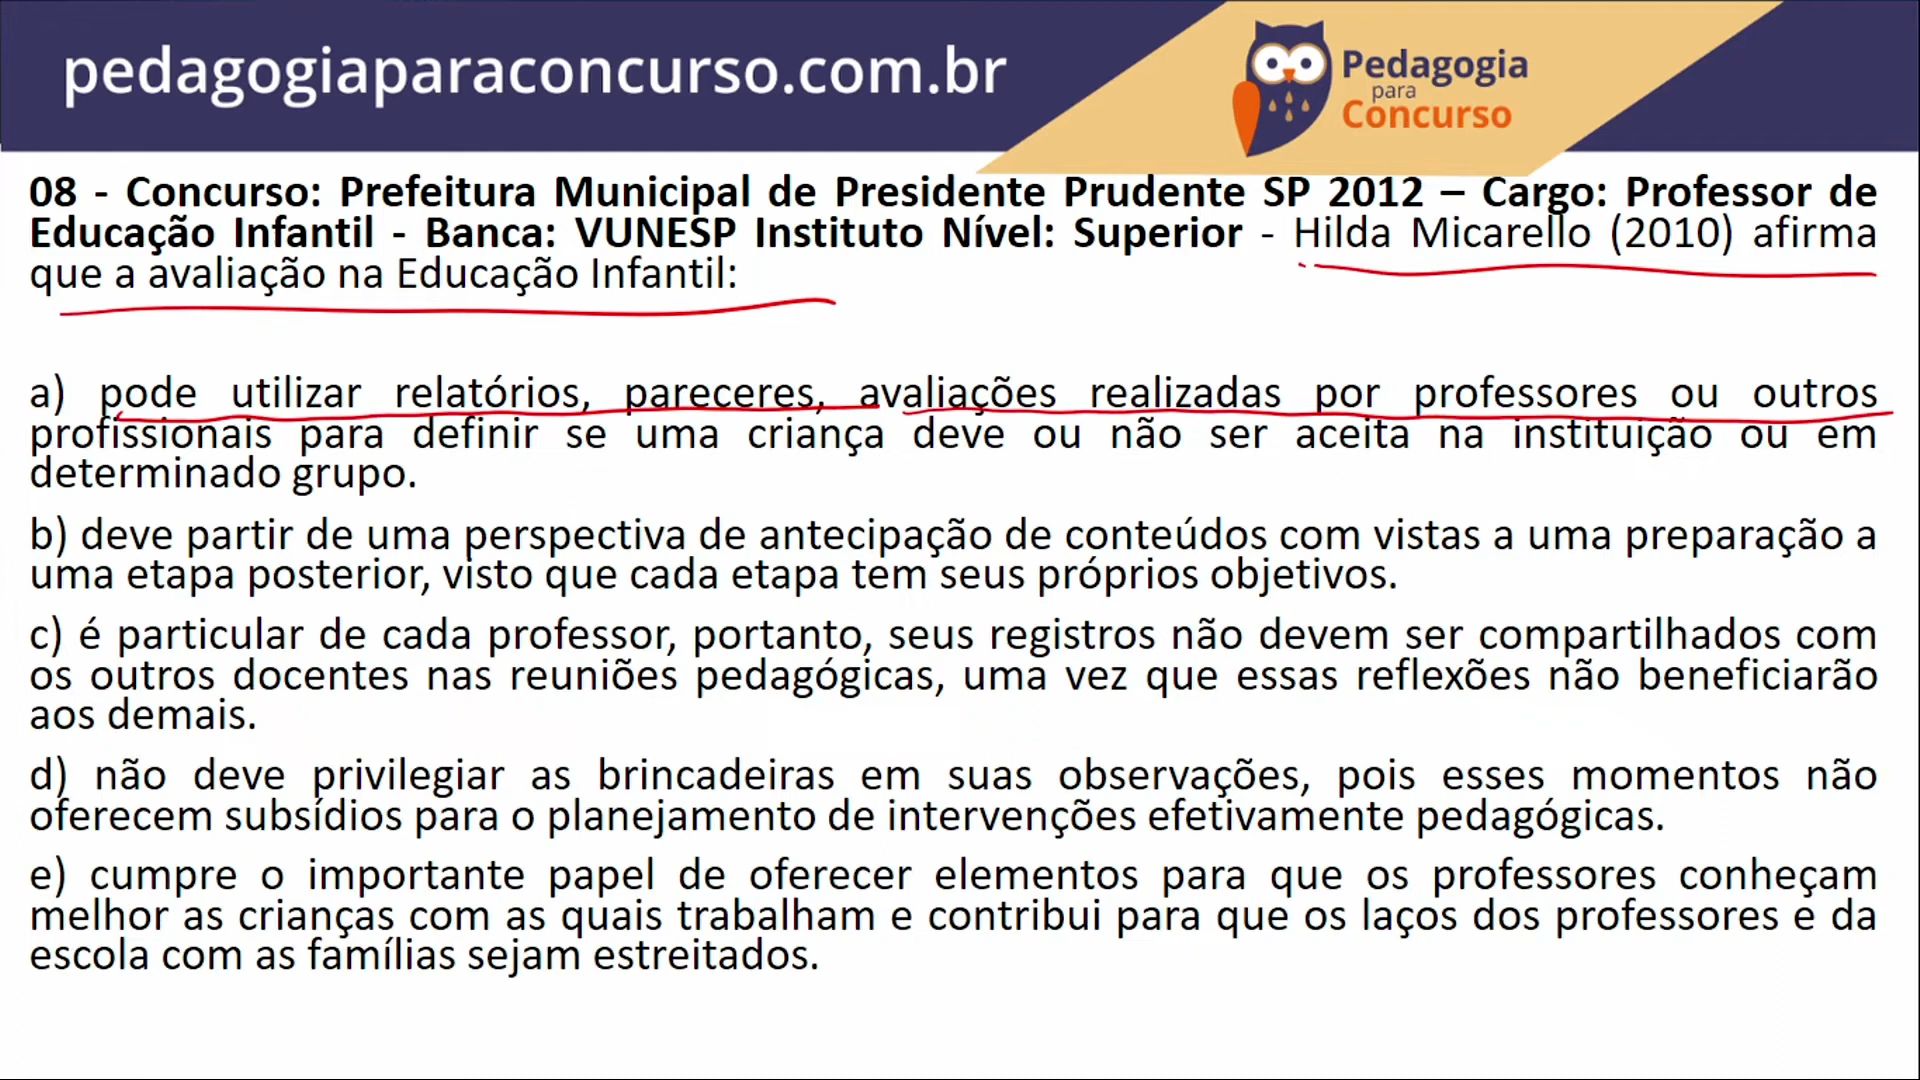 pedagogiaparaconcurso.com.br
Pedagogia
para
Concurso
08 - Concurso: Prefeitura Municipal de Presidente Prudente SP 2012 – Cargo: Professor de
Educação Infantil - Banca: VUNESP Instituto Nível: Superior - Hilda Micarello (2010) afirma
que a avaliação na Educação Infantil:
a) pode utilizar relatórios, pareceres, avaliações realizadas por professores ou outros
profissionais para definir se uma criança deve ou não ser aceita na instituição ou em
determinado grupo.
b) deve partir de uma perspectiva de antecipação de conteúdos com vistas a uma preparação a
uma etapa posterior, visto que cada etapa tem seus próprios objetivos.
c) é particular de cada professor, portanto, seus registros não devem ser compartilhados com
os outros docentes nas reuniões pedagógicas, uma vez que essas reflexões não beneficiarão
aos demais.
d) não deve privilegiar as brincadeiras em suas observações, pois esses momentos não
oferecem subsídios para o planejamento de intervenções efetivamente pedagógicas.
e) cumpre o importante papel de oferecer elementos para que os professores conheçam
melhor as crianças com as quais trabalham e contribui para que os laços dos professores e da
escola com as famílias sejam estreitados.